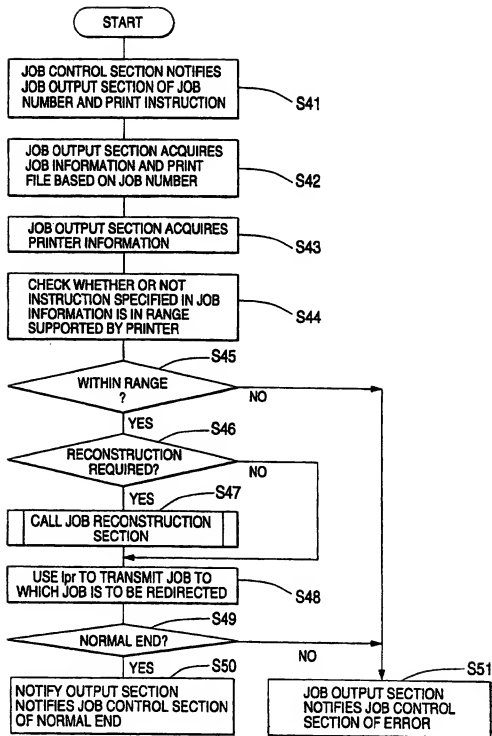 START
JOB CONTROL SECTION NOTIFIES
JOB OUTPUT SECTION OF JOB
NUMBER AND PRINT INSTRUCTION
S41
JOB OUTPUT SECTION ACQUIRES
JOB INFORMATION AND PRINT
FILE BASED ON JOB NUMBER
S42
JOB OUTPUT SECTION ACQUIRES
PRINTER INFORMATION
S43
CHECK WHETHER OR NOT
INSTRUCTION SPECIFIED IN JOB
INFORMATION IS IN RANGE
SUPPORTED BY PRINTER
S44
S45
WITHIN RANGE
?
NO
YES
S46
RECONSTRUCTION
REQUIRED?
NO
YES
S47
CALL JOB RECONSTRUCTION
SECTION
USE lpr TO TRANSMIT JOB TO
WHICH JOB IS TO BE REDIRECTED
S48
S49
NORMAL END?
NO
YES
S50
NOTIFY OUTPUT SECTION
NOTIFIES JOB CONTROL SECTION
OF NORMAL END
S51
JOB OUTPUT SECTION
NOTIFIES JOB CONTROL
SECTION OF ERROR